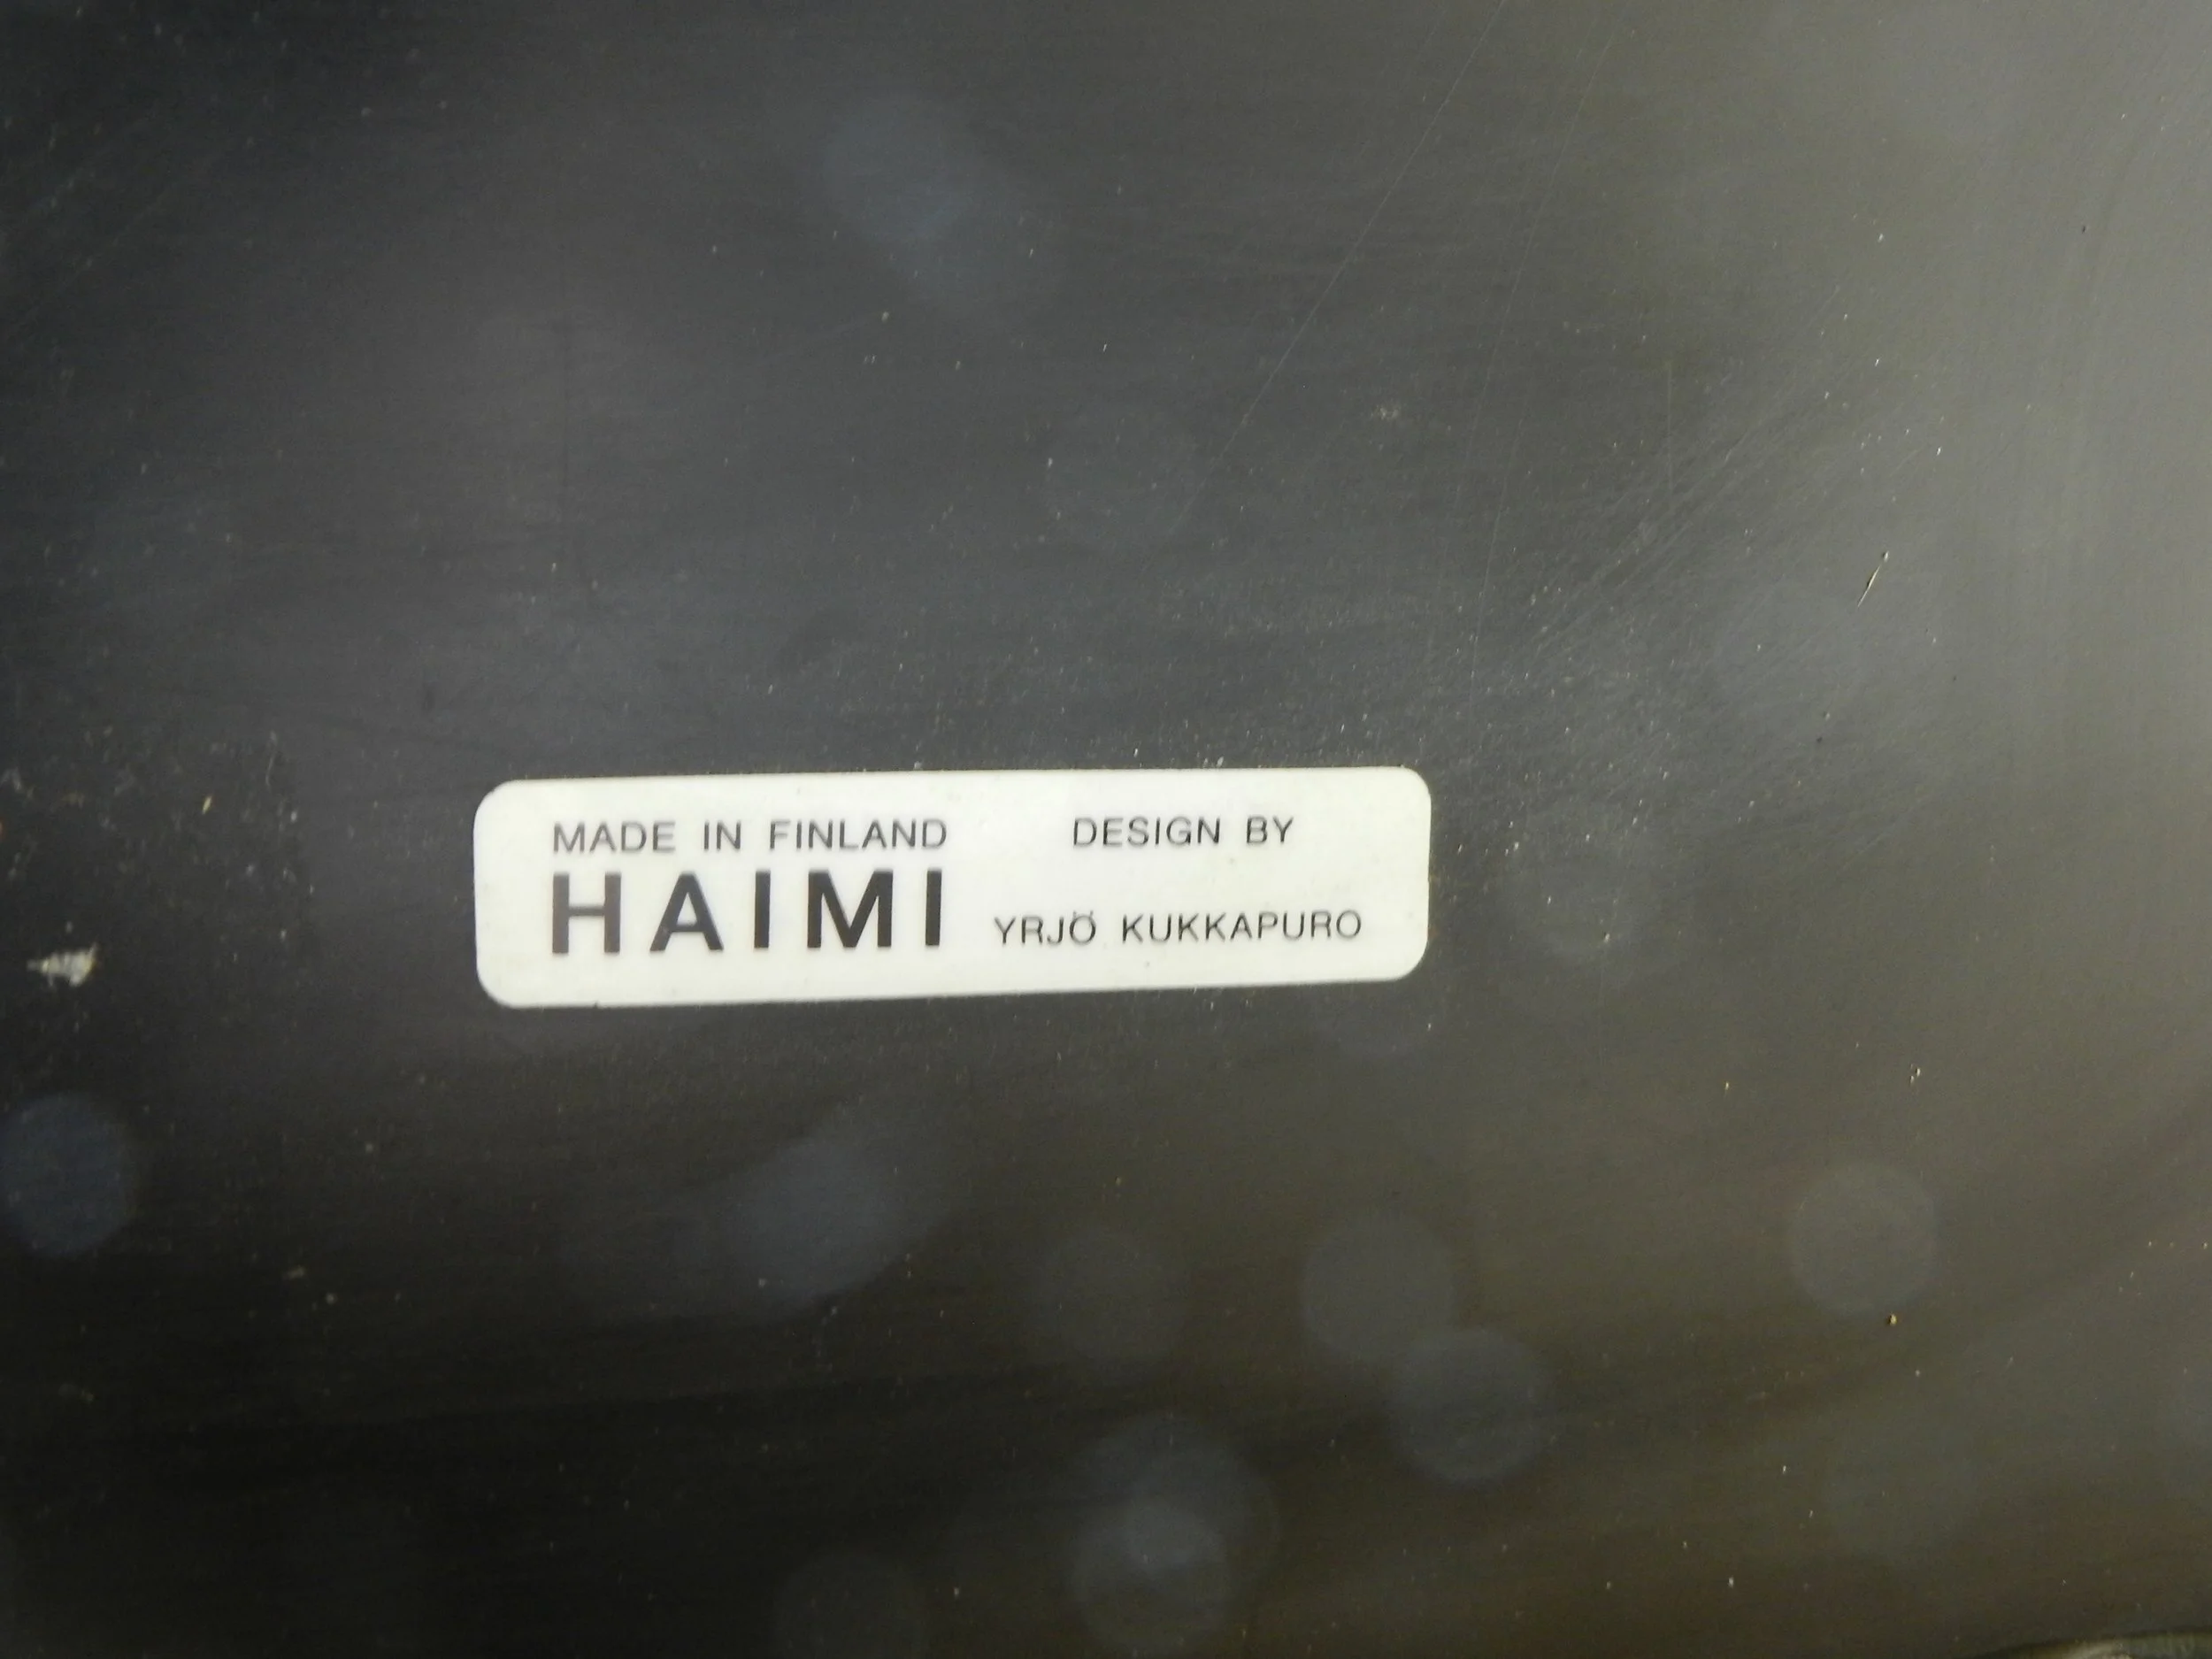 MADE IN FINLAND
HAIMI
DESIGN BY
YRJÖ KUKKAPURO